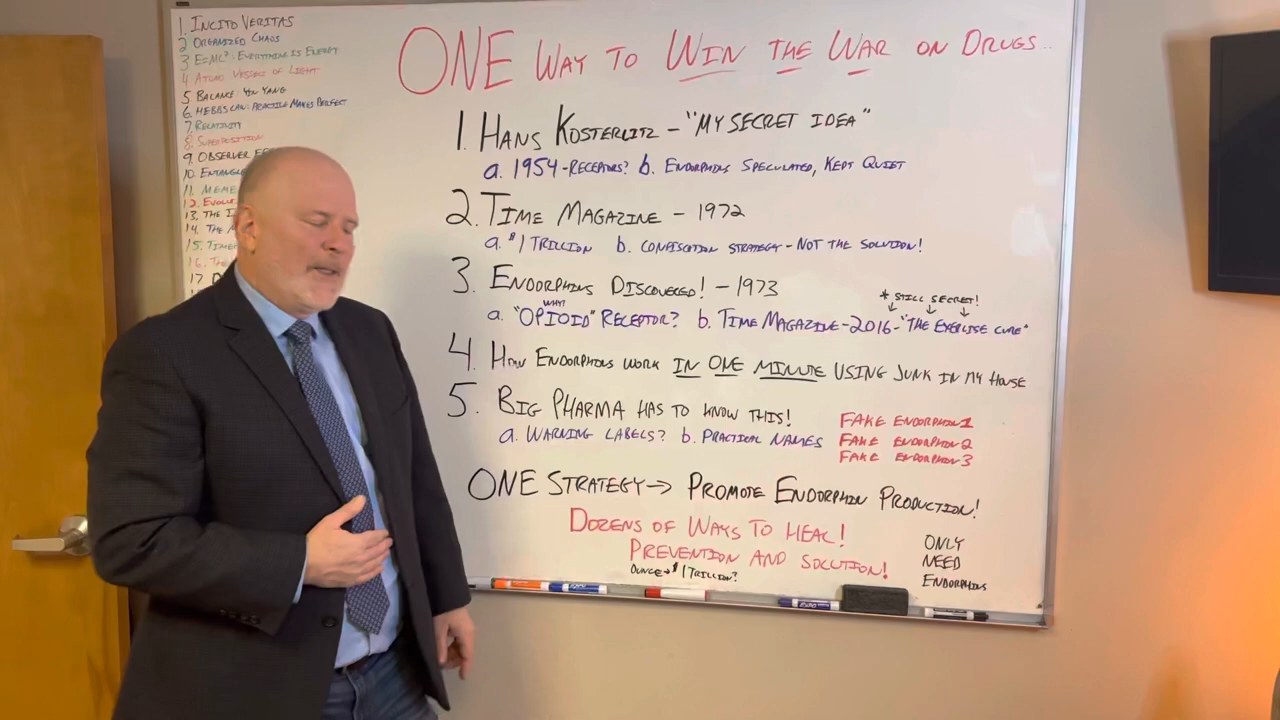 1. INCITO VERITAS
2 ORGANIZED CHAOS
3 E=MC²: EVERYTHING IS ENERGY
4 ATOMS VESSELS OF LIGHT
5 BALANCE YIN YANG
6. HEBBS LAW: PRACTICE MAKES PERFECT
7 RELATIVITY
8 SUPERPOSITION
9. OBSERVER
10 ENTANGLE
11. MEME
12.
13. THE
14. THE
15. TIME
16. THE
17
ONE WAY TO WIN THE WAR ON DRUGS...
1. HANS KOSTERLITZ - "MY SECRET IDEA"
a. 1954 - RECEPTORS? b. ENDORPHINS SPECULATED, KEPT QUIET
2. TIME MAGAZINE - 1972
a. $1 TRILLION b. CONFISCATION STRATEGY - NOT THE SOLUTION!
3. ENDORPHINS DISCOVERED! - 1973
* STILL SECRET!
WHY?
a. "OPIOID" RECEPTOR? b. TIME MAGAZINE - 2016 - "THE EXERCISE CURE"
4. HOW ENDORPHINS WORK IN ONE MINUTE USING JUNK IN MY HOUSE
5. BIG PHARMA HAS TO KNOW THIS!
a. WARNING LABELS? b. PRACTICAL NAMES
FAKE ENDORPHIN 1
FAKE ENDORPHIN 2
FAKE ENDORPHIN 3
ONE STRATEGY → PROMOTE ENDORPHIN PRODUCTION!
DOZENS OF WAYS TO HEAL!
PREVENTION AND SOLUTION!
OUNCE → $1 TRILLION?
ONLY
NEED
ENDORPHINS
EXPO